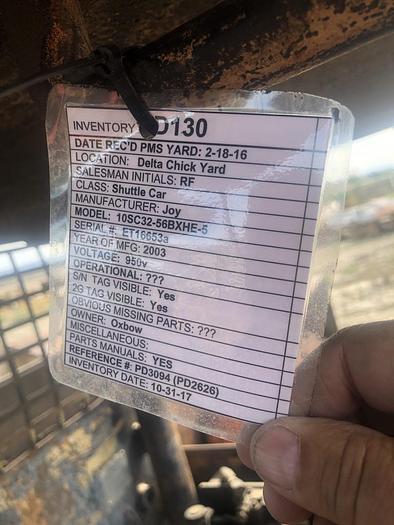 INVENTORY D130
DATE REC'D PMS YARD: 2-18-16
LOCATION: Delta Chick Yard
SALESMAN INITIALS: RF
CLASS: Shuttle Car
MANUFACTURER: Joy
MODEL: 10SC32-56BXHE-5
SERIAL #: ET16653a
YEAR OF MFG: 2003
VOLTAGE: 950v
OPERATIONAL: ???
S/N TAG VISIBLE: Yes
2G TAG VISIBLE: Yes
OBVIOUS MISSING PARTS: ???
OWNER: Oxbow
MISCELLANEOUS:
PARTS MANUALS: YES
REFERENCE #: PD3094 (PD2626)
INVENTORY DATE: 10-31-17